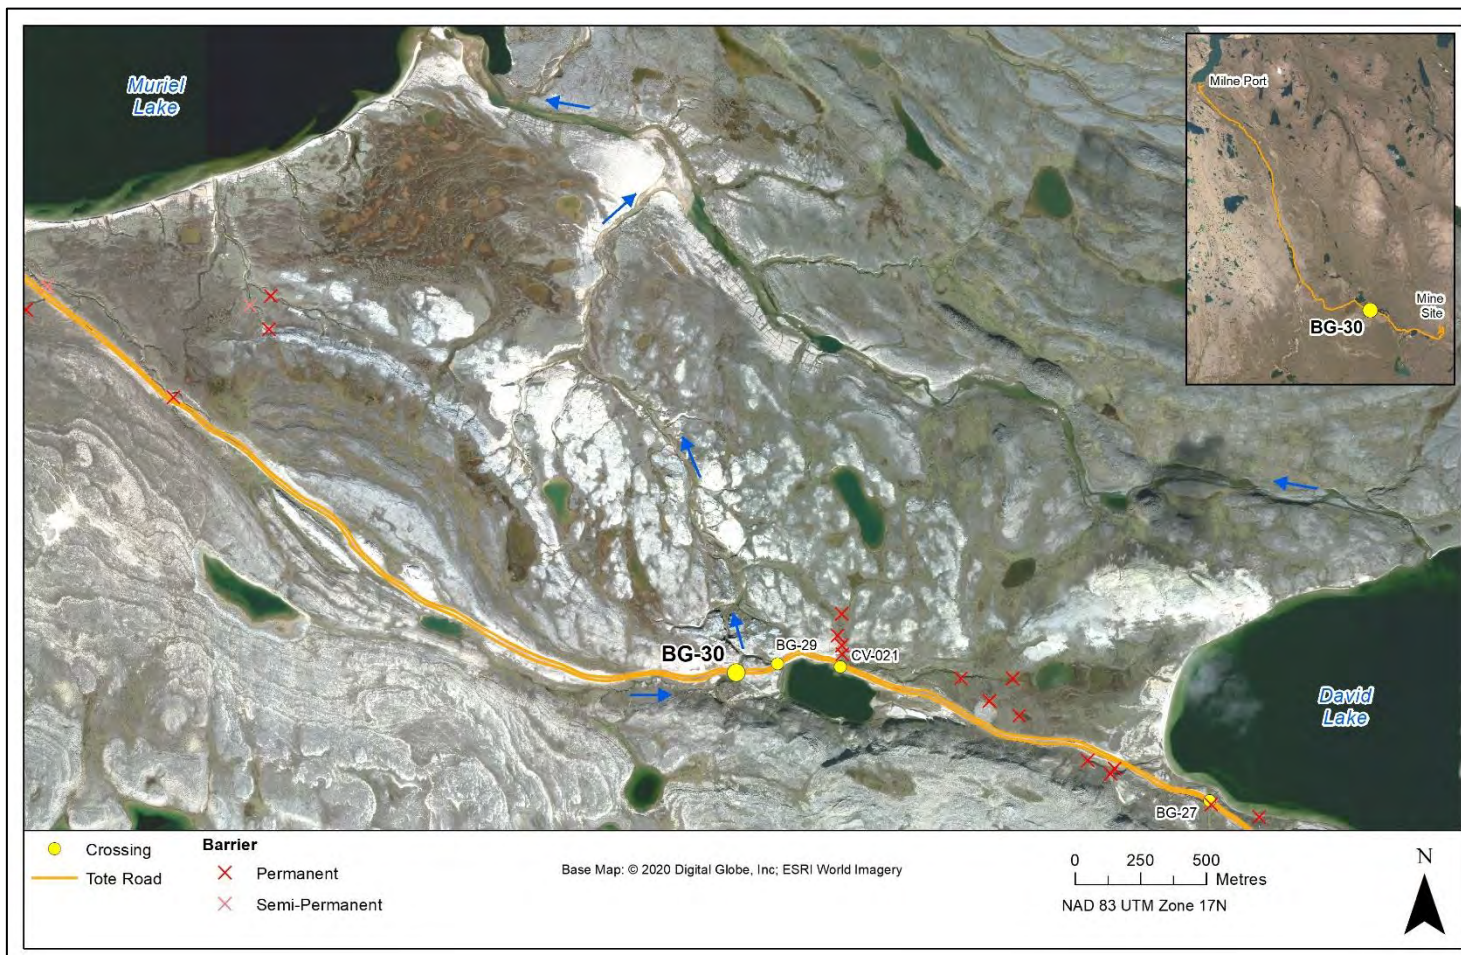 Muriel
Lake
Milne Port
Mine
Site
BG-30
BG-30
BG-29
CV-021
David
Lake
BG-27
Crossing
Tote Road
Barrier
Permanent
Semi-Permanent
Base Map: © 2020 Digital Globe, Inc; ESRI World Imagery
0 250 500
Metres
NAD 83 UTM Zone 17N
N